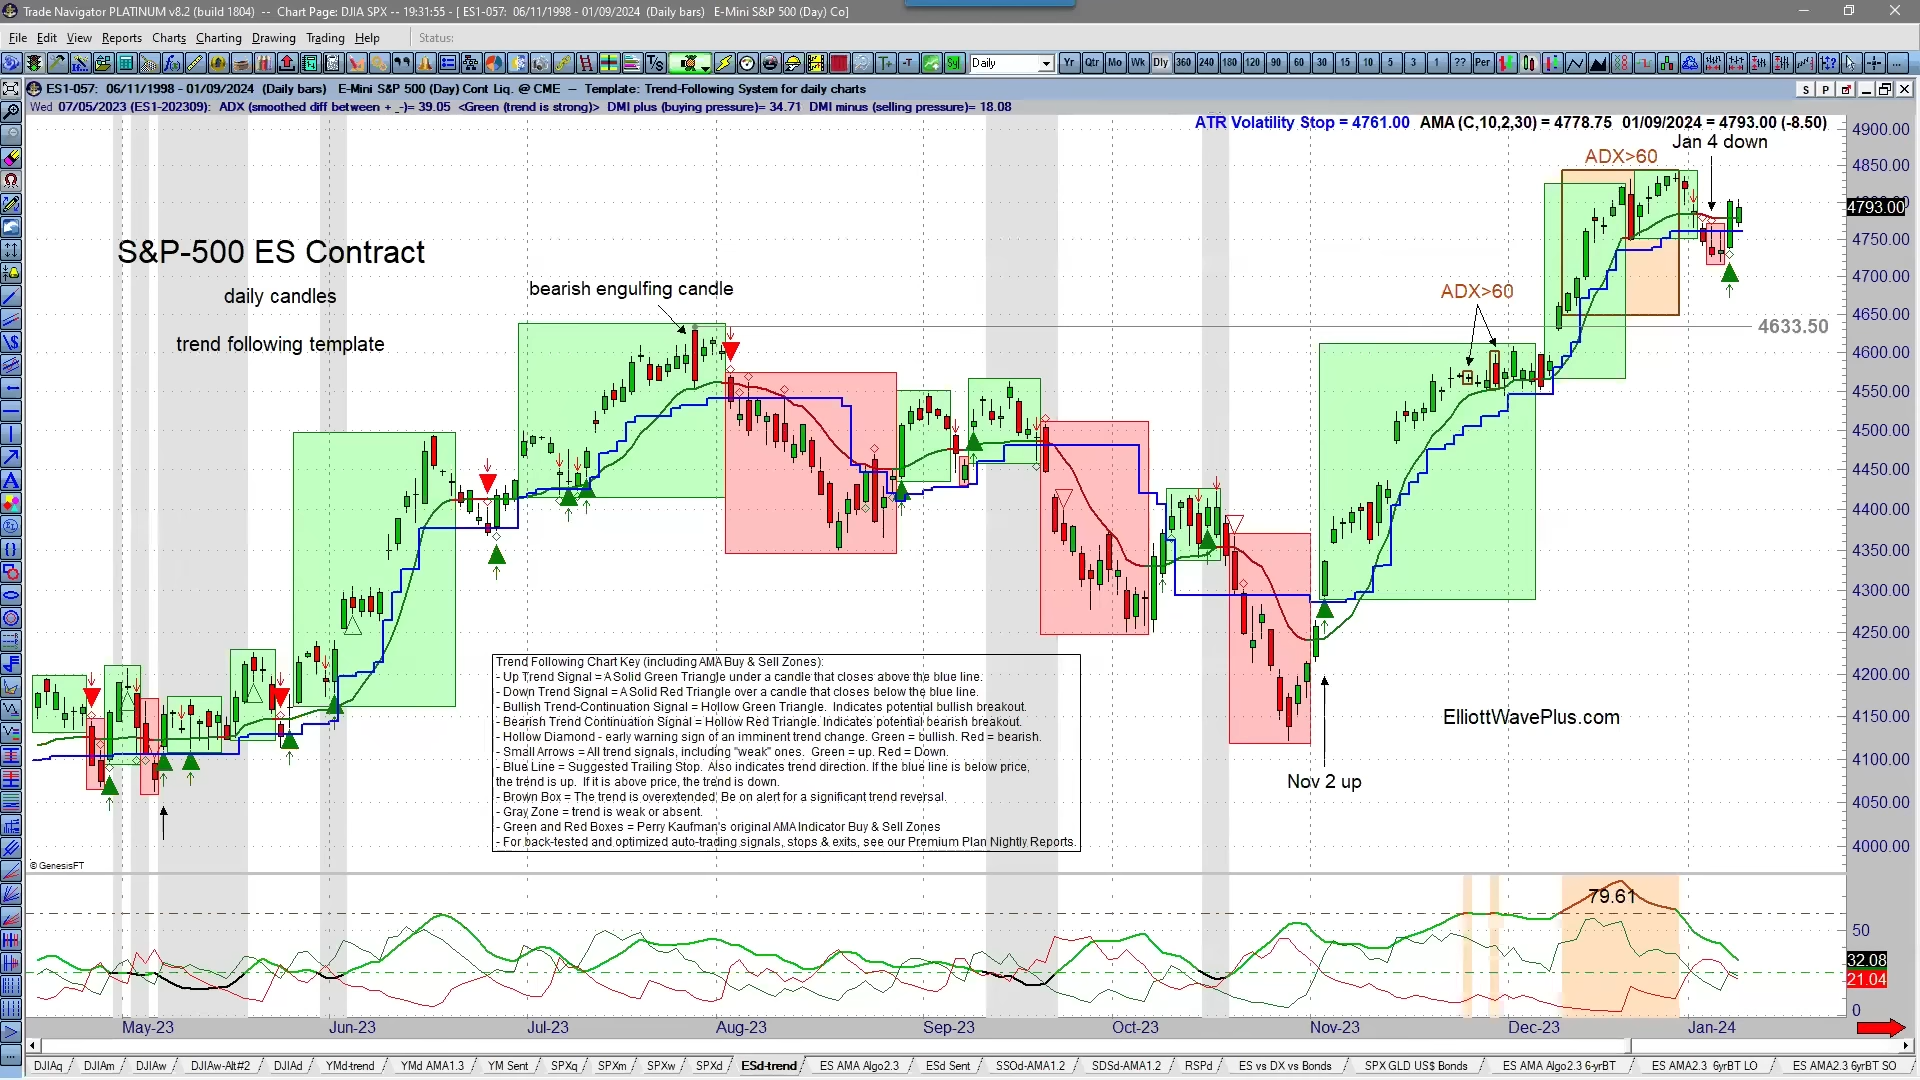 Trade Navigator PLATINUM v8.2 (build 1804)  --  Chart Page: DJIA SPX -- 19:31:55 - [ ES1-057:  06/11/1998 - 01/09/2024  (Daily bars)   E-Mini S&P 500 (Day) Co]
File Edit View Reports Charts Charting Drawing Trading Help Status:
Daily Yr Qtr Mo Wk Dly 360 240 180 120 90 60 30 15 10 5 3 1 ?? Per
ES1-057:  06/11/1998 - 01/09/2024  (Daily bars)   E-Mini S&P 500 (Day) Cont Liq. @ CME  --  Template: Trend-Following System for daily charts
S P
Wed  07/05/2023 (ES1-202309):  ADX (smoothed diff between + _-)= 39.05  <Green (trend is strong)>  DMI plus (buying pressure)= 34.71  DMI minus (selling pressure)= 18.08
ATR Volatility Stop = 4761.00  AMA (C,10,2,30) = 4778.75  01/09/2024 = 4793.00 (-8.50)
4900.00
Jan 4 down
ADX>60
4850.00
4793.00
4750.00
S&P-500 ES Contract
4700.00
bearish engulfing candle
ADX>60
daily candles
4650.00
4633.50
trend following template
4600.00
4550.00
4500.00
4450.00
4400.00
4350.00
4300.00
4250.00
4200.00
4150.00
4100.00
4050.00
4000.00
Trend Following Chart Key (including AMA Buy & Sell Zones):
- Up Trend Signal = A Solid Green Triangle under a candle that closes above the blue line.
- Down Trend Signal = A Solid Red Triangle over a candle that closes below the blue line.
- Bullish Trend-Continuation Signal = Hollow Green Triangle.  Indicates potential bullish breakout.
- Bearish Trend Continuation Signal = Hollow Red Triangle. Indicates potential bearish breakout.
- Hollow Diamond - early warning sign of an imminent trend change. Green = bullish. Red = bearish.
- Small Arrows = All trend signals, including "weak" ones.  Green = up. Red = Down.
- Blue Line = Suggested Trailing Stop.  Also indicates trend direction. If the blue line is below price,
the trend is up.  If it is above price, the trend is down.
- Brown Box = The trend is overextended. Be on alert for a significant trend reversal.
- Gray Zone = trend is weak or absent.
- Green and Red Boxes = Perry Kaufman's original AMA Indicator Buy & Sell Zones
- For back-tested and optimized auto-trading signals, stops & exits, see our Premium Plan Nightly Reports.
ElliottWavePlus.com
Nov 2 up
© GenesisFT
79.61
50
32.08
21.04
0
May-23 Jun-23 Jul-23 Aug-23 Sep-23 Oct-23 Nov-23 Dec-23 Jan-24
DJIAq DJIAm DJIAw DJIAw-Alt#2 DJIAd YMd-trend YMd AMA1.3 YM Sent SPXq SPXm SPXw SPXd ESd-trend ES AMA Algo2.3 ESd Sent SSOd-AMA1.2 SDSd-AMA1.2 RSPd ES vs DX vs Bonds SPX GLD US$ Bonds ES AMA Algo2.3 6-yrBT ES AMA2.3 6yrBT LO ES AMA2.3 6yrBT SO